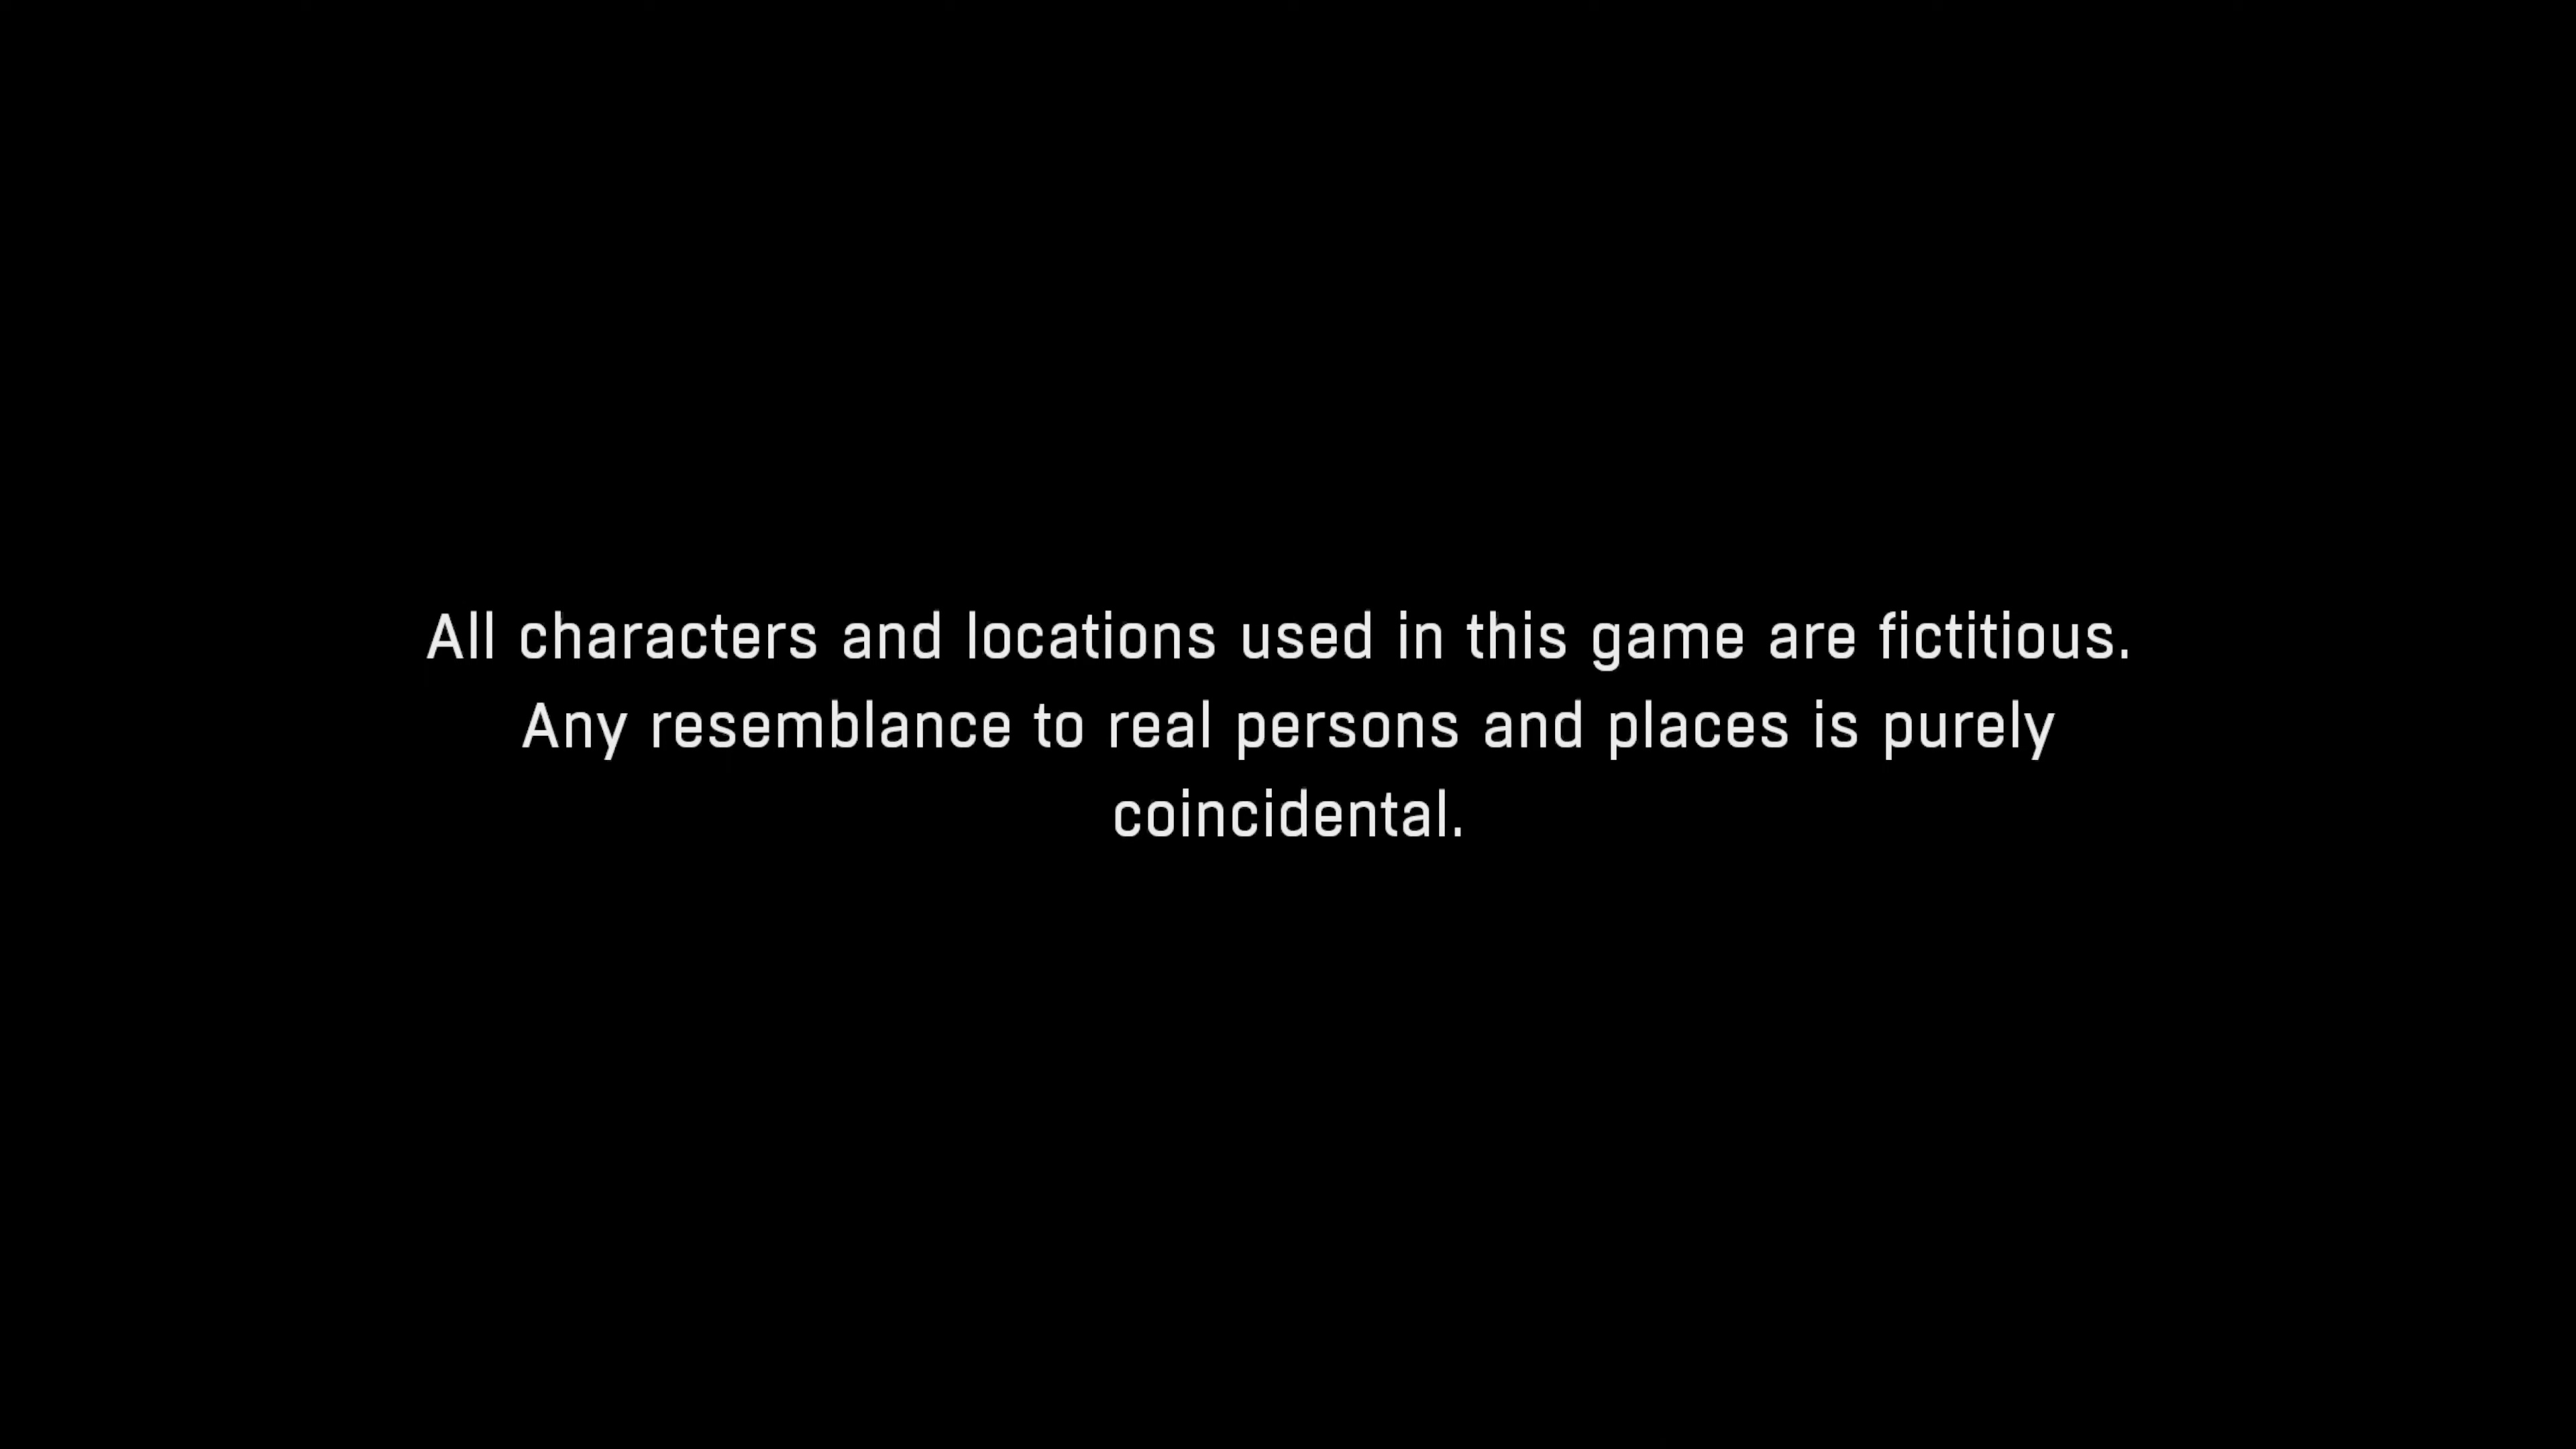 All characters and locations used in this game are fictitious.
Any resemblance to real persons and places is purely
coincidental.